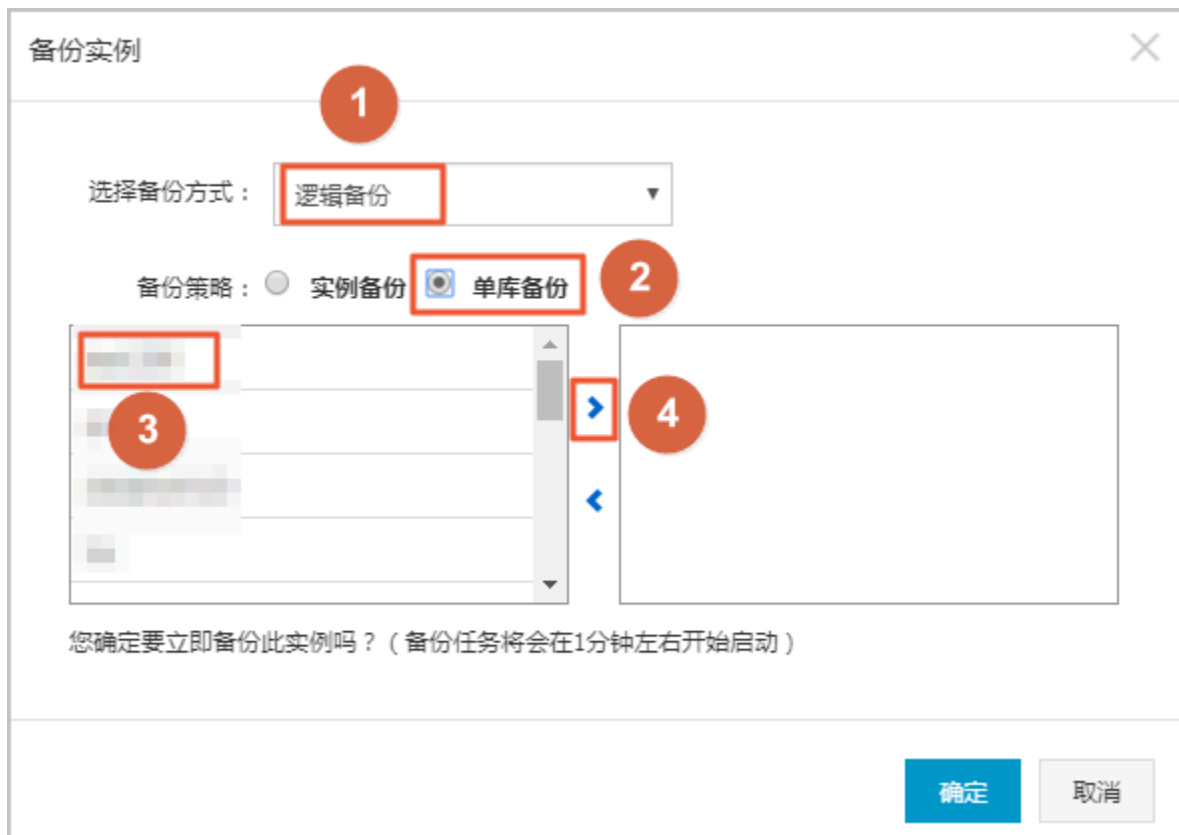 备份实例
1
选择备份方式：
逻辑备份
备份策略：
实例备份
单库备份
2
3
4
您确定要立即备份此实例吗？（备份任务将会在1分钟左右开始启动）
确定
取消